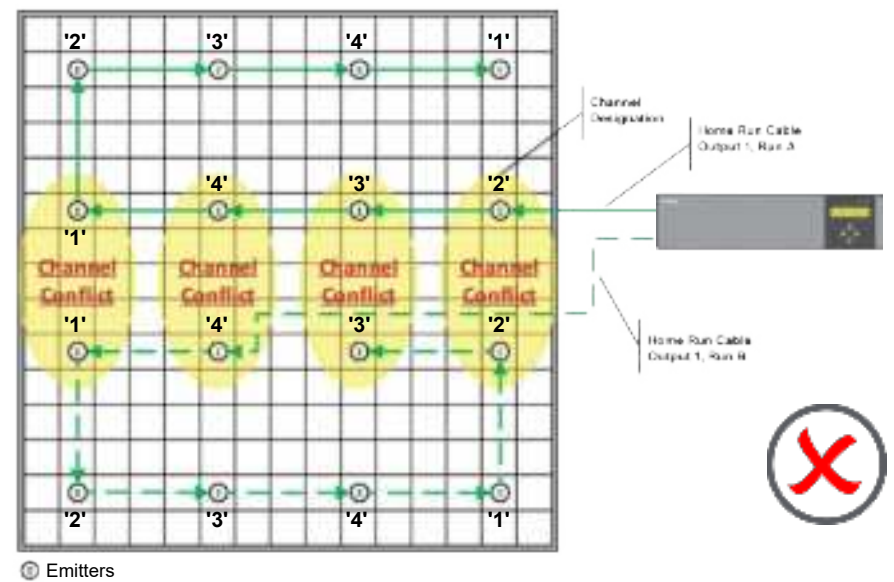 '2' '3' '4' '1'
Channel
Designation
Home Run Cable
Output 1, Run A
'4' '3' '2'
'1'
Channel Channel Channel Channel
Conflict Conflict Conflict Conflict
'1' '4' '3' '2'
Home Run Cable
Output 1, Run B
'2' '3' '4' '1'
Emitters